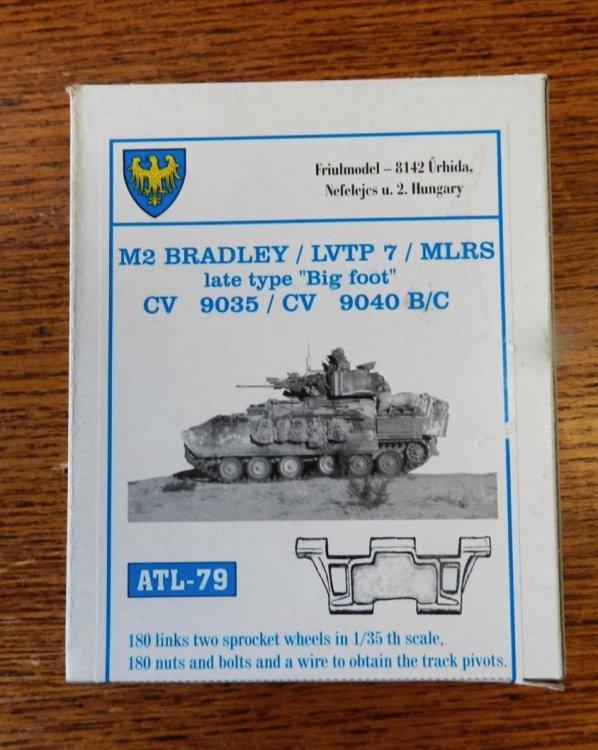 Friulmodel – 8142 Úrhida,
Nefelejcs u. 2. Hungary
M2 BRADLEY / LVTP 7 / MLRS
late type "Big foot"
CV 9035 / CV 9040 B/C
ATL-79
180 links two sprocket wheels in 1/35 th scale,
180 nuts and bolts and a wire to obtain the track pivots.